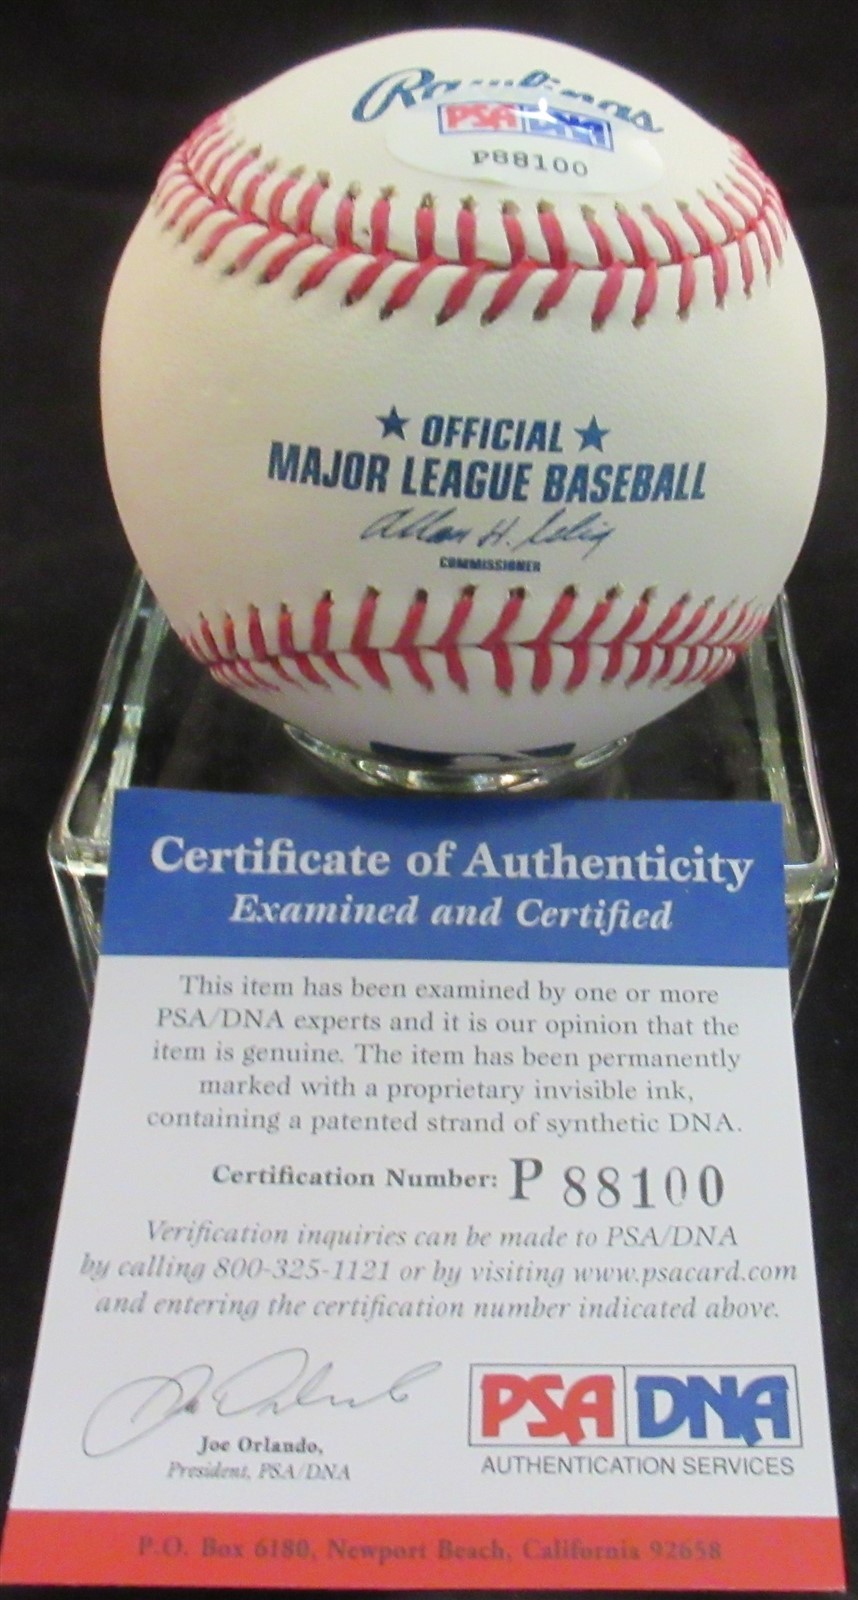 Rawlings
PSA DNA
P88100
★ OFFICIAL ★
MAJOR LEAGUE BASEBALL
Allan H. Selig
COMMISSIONER
Certificate of Authenticity
Examined and Certified
This item has been examined by one or more
PSA/DNA experts and it is our opinion that the
item is genuine. The item has been permanently
marked with a proprietary invisible ink,
containing a patented strand of synthetic DNA.
Certification Number: P 88100
Verification inquiries can be made to PSA/DNA
by calling 800-325-1121 or by visiting www.psacard.com
and entering the certification number indicated above.
Joe Orlando,
President, PSA/DNA
PSA DNA
AUTHENTICATION SERVICES
P.O. Box 6180, Newport Beach, California 92658